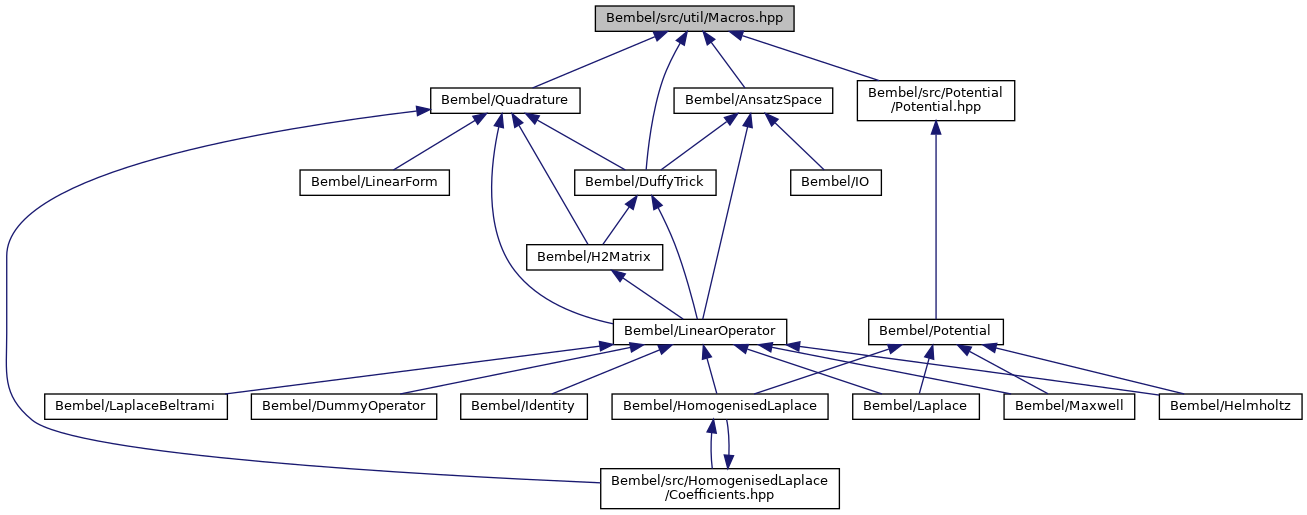 Bembel/src/util/Macros.hpp
Bembel/Quadrature
Bembel/AnsatzSpace
Bembel/src/Potential
/Potential.hpp
Bembel/LinearForm
Bembel/DuffyTrick
Bembel/IO
Bembel/H2Matrix
Bembel/LinearOperator
Bembel/Potential
Bembel/LaplaceBeltrami
Bembel/DummyOperator
Bembel/Identity
Bembel/HomogenisedLaplace
Bembel/Laplace
Bembel/Maxwell
Bembel/Helmholtz
Bembel/src/HomogenisedLaplace
/Coefficients.hpp